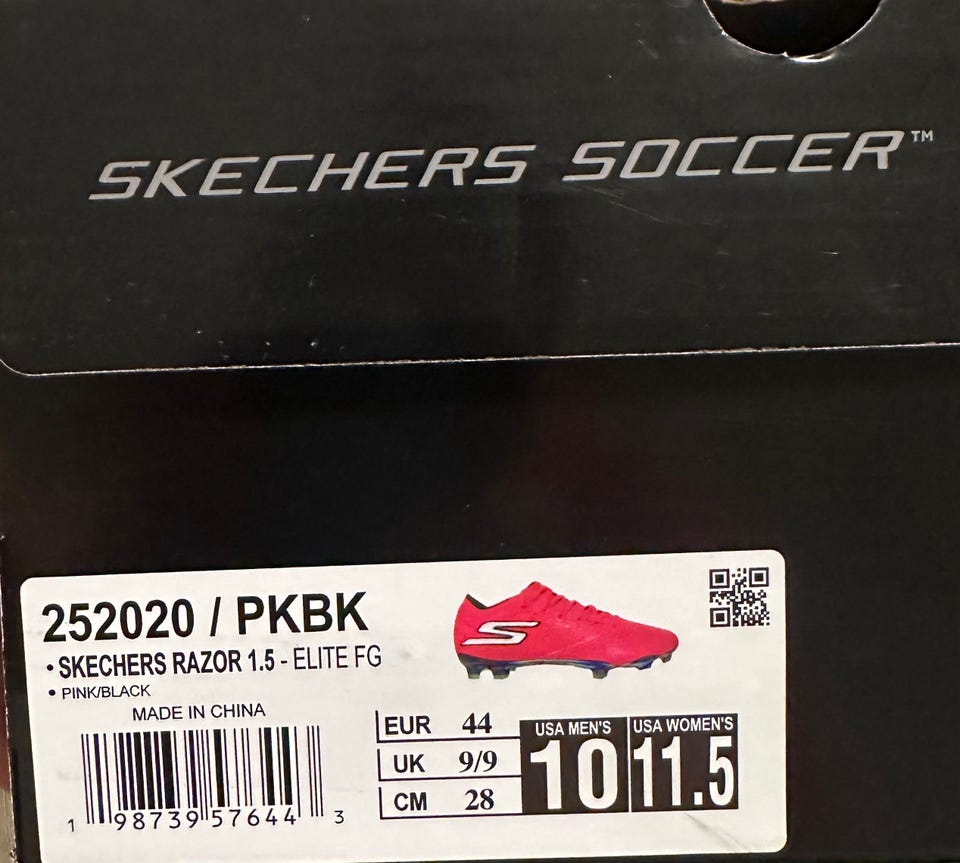 SKECHERS SOCCER™
252020 / PKBK
• SKECHERS RAZOR 1.5 - ELITE FG
• PINK/BLACK
MADE IN CHINA
1 98739 57644 3
EUR 44
UK 9/9
CM 28
USA MEN'S
10
USA WOMEN'S
11.5